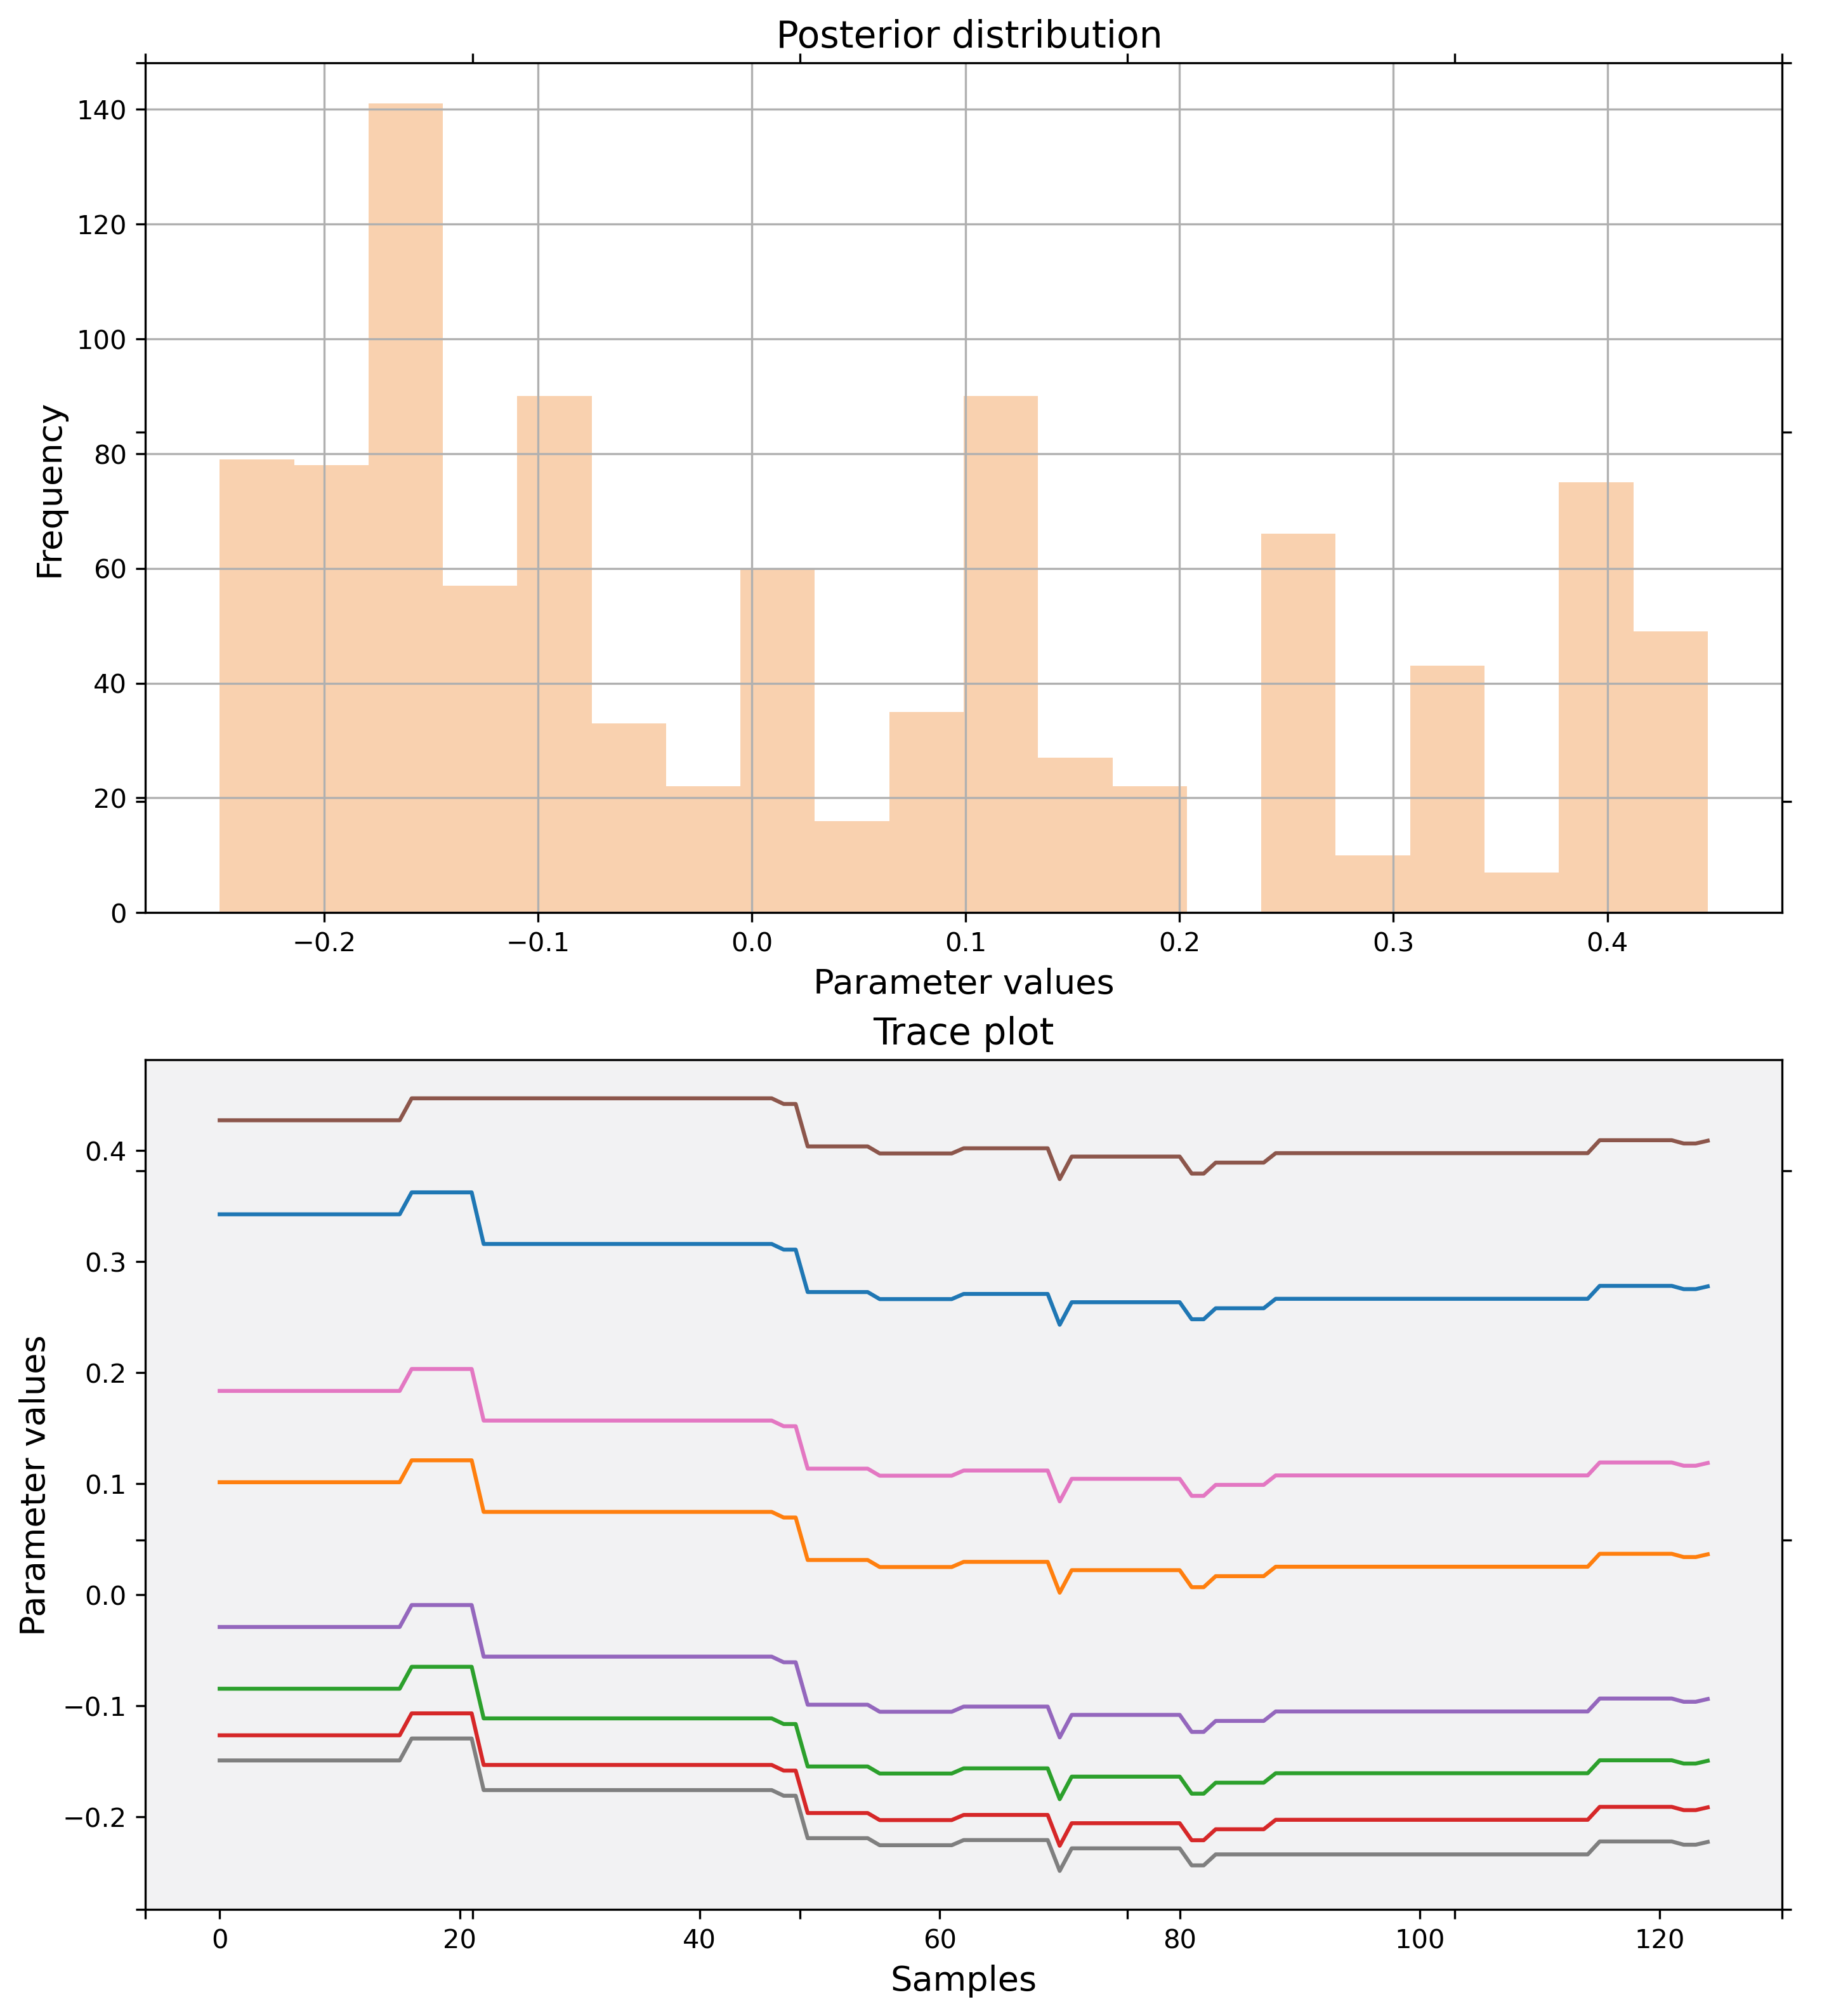 Posterior distribution
140
120
100
80
60
40
20
0
Frequency
−0.2 −0.1 0.0 0.1 0.2 0.3 0.4
Parameter values
Trace plot
0.4
0.3
0.2
0.1
0.0
−0.1
−0.2
Parameter values
0 20 40 60 80 100 120
Samples